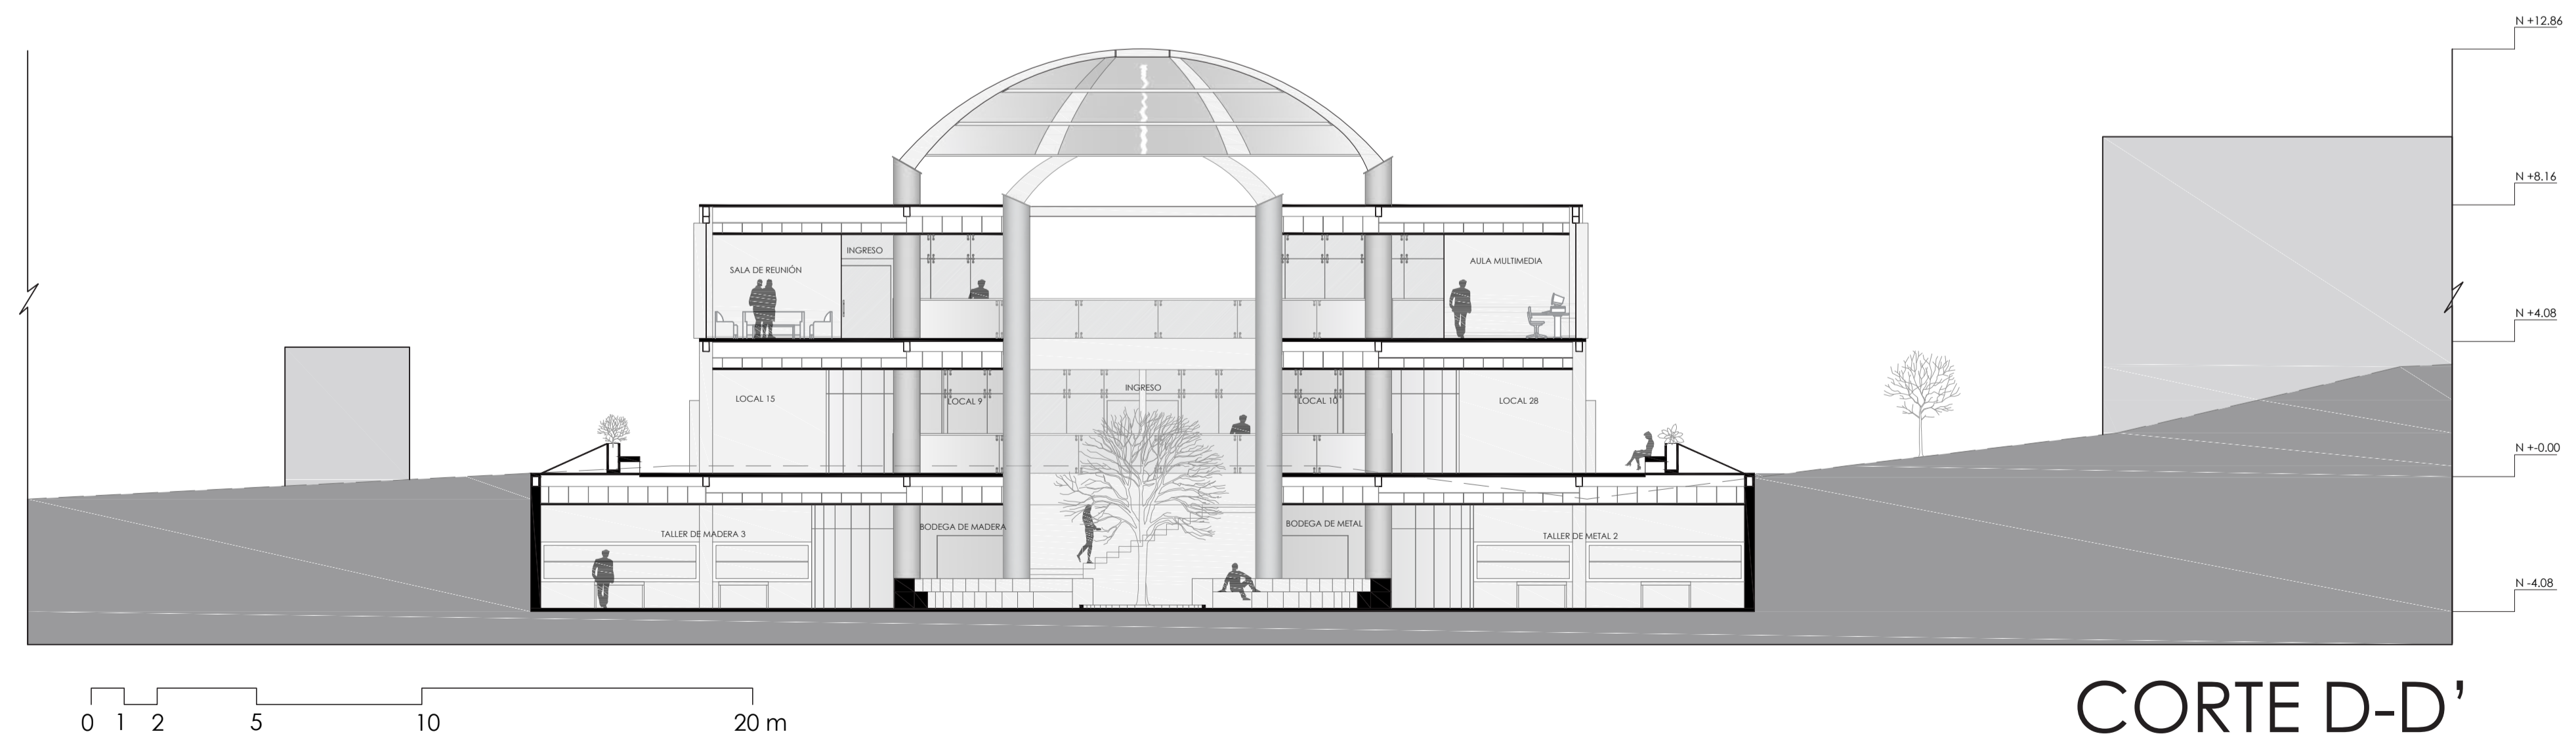 N +12.86
N +8.16
INGRESO
SALA DE REUNIÓN
AULA MULTIMEDIA
N +4.08
INGRESO
LOCAL 15
LOCAL 9
LOCAL 10
LOCAL 28
N +-0.00
BODEGA DE MADERA
BODEGA DE METAL
TALLER DE MADERA 3
TALLER DE METAL 2
N -4.08
0 1 2 5 10 20 m
CORTE D-D’